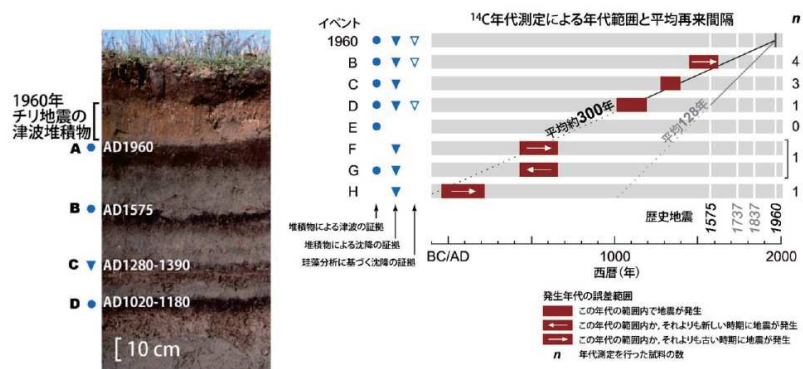 1960年
チリ地震の
津波堆積物
A AD1960
B AD1575
C AD1280-1390
D AD1020-1180
10 cm
イベント
1960
B
C
D
E
F
G
H
堆積物による津波の証拠
堆積物による沈降の証拠
珪藻分析に基づく沈降の証拠
14C年代測定による年代範囲と平均再来間隔
n
4
3
1
0
1
1
平均約300年
平均128年
歴史地震
1575
1737
1837
1960
BC/AD
1000
2000
西暦（年）
発生年代の誤差範囲
この年代の範囲内で地震が発生
この年代の範囲内か，それよりも新しい時期に地震が発生
この年代の範囲内か，それよりも古い時期に地震が発生
n 年代測定を行った試料の数